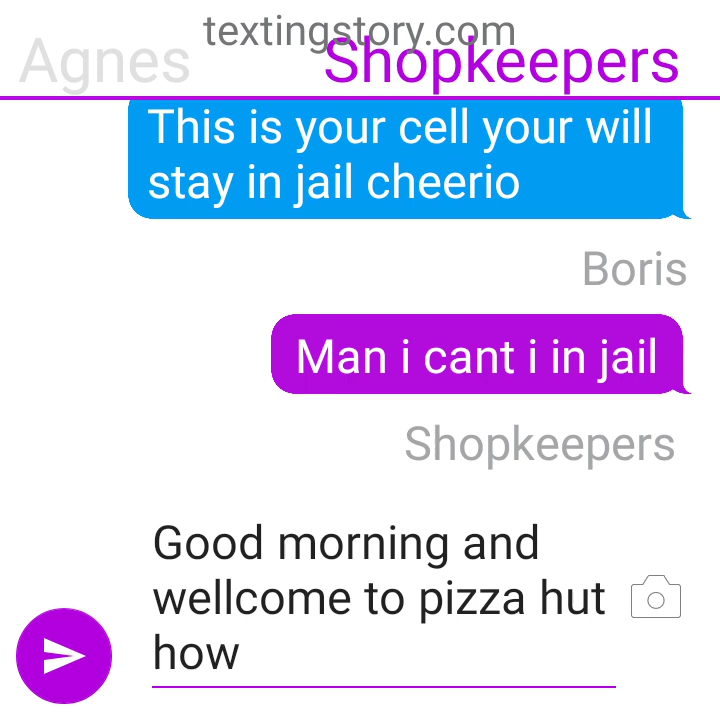 textingstory.com
Agnes Shopkeepers
This is your cell your will
stay in jail cheerio
Boris
Man i cant i in jail
Shopkeepers
Good morning and
wellcome to pizza hut
how